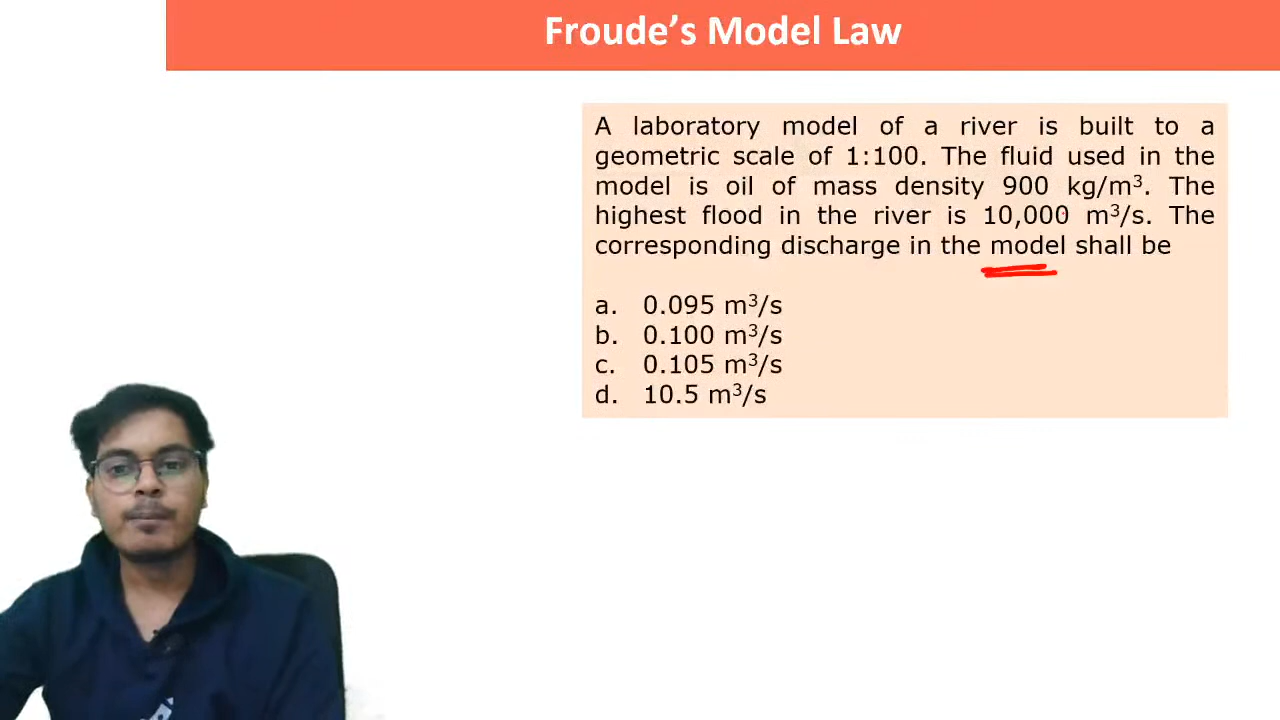 Froude’s Model Law
A laboratory model of a river is built to a
geometric scale of 1:100. The fluid used in the
model is oil of mass density 900 kg/m³. The
highest flood in the river is 10,000 m³/s. The
corresponding discharge in the model shall be
a. 0.095 m³/s
b. 0.100 m³/s
c. 0.105 m³/s
d. 10.5 m³/s